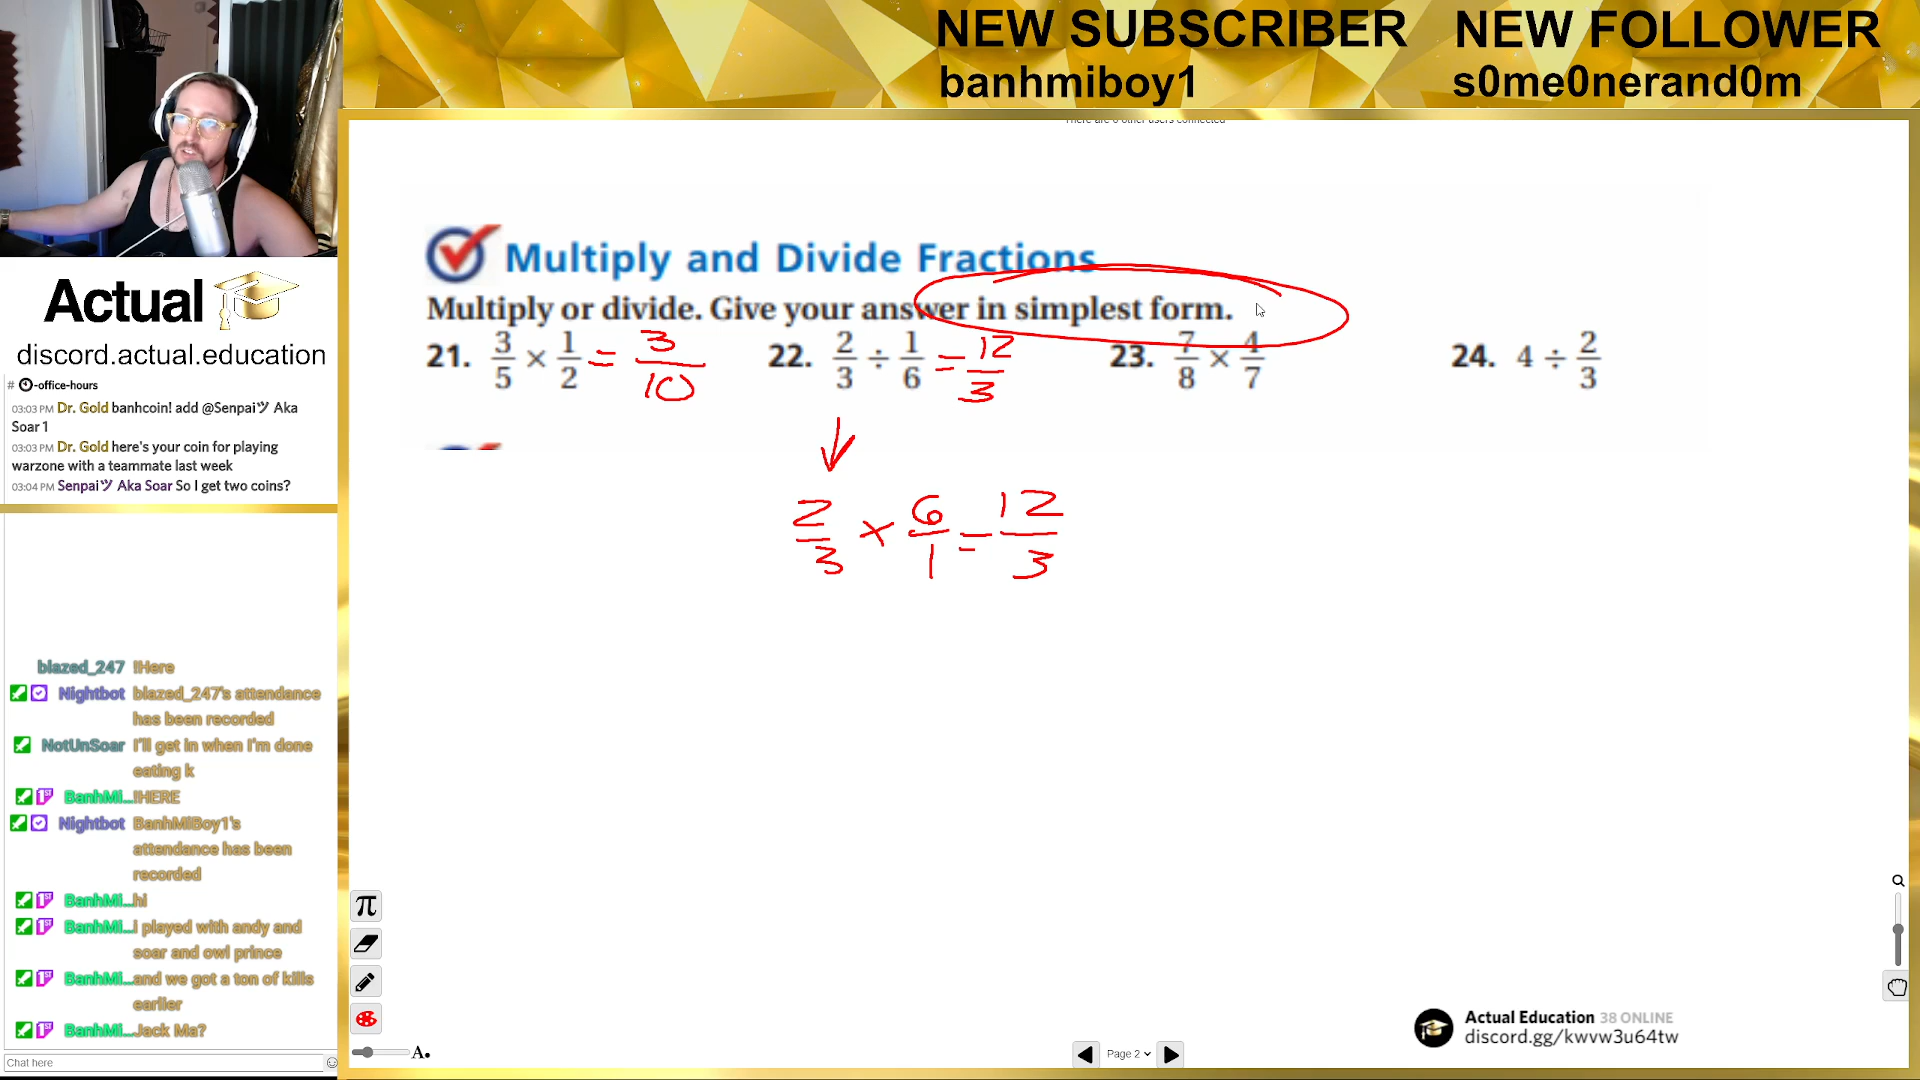 NEW SUBSCRIBER
banhmiboy1
NEW FOLLOWER
s0me0nerand0m
There are 6 other users connected
Actual
discord.actual.education
# -office-hours
03:03 PM Dr. Gold banhcoin! add @Senpaiツ Aka
Soar 1
03:03 PM Dr. Gold here's your coin for playing
warzone with a teammate last week
03:04 PM Senpaiツ Aka Soar So I get two coins?
Multiply and Divide Fractions
Multiply or divide. Give your answer in simplest form.
21. 3/5 × 1/2 = 3/10
22. 2/3 ÷ 1/6 = 12/3
23. 7/8 × 4/7
24. 4 ÷ 2/3
2/3 × 6/1 = 12/3
blazed_247 !Here
Nightbot blazed_247's attendance
has been recorded
NotUnSoar I'll get in when I'm done
eating k
BanhMi...!HERE
Nightbot BanhMiBoy1's
attendance has been
recorded
BanhMi...hi
BanhMi...I played with andy and
soar and owl prince
BanhMi...and we got a ton of kills
earlier
BanhMi...Jack Ma?
Chat here
π
A
Page 2
Actual Education 38 ONLINE
discord.gg/kwvw3u64tw